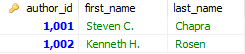 author_id first_name last_name
1,001 Steven C. Chapra
1,002 Kenneth H. Rosen